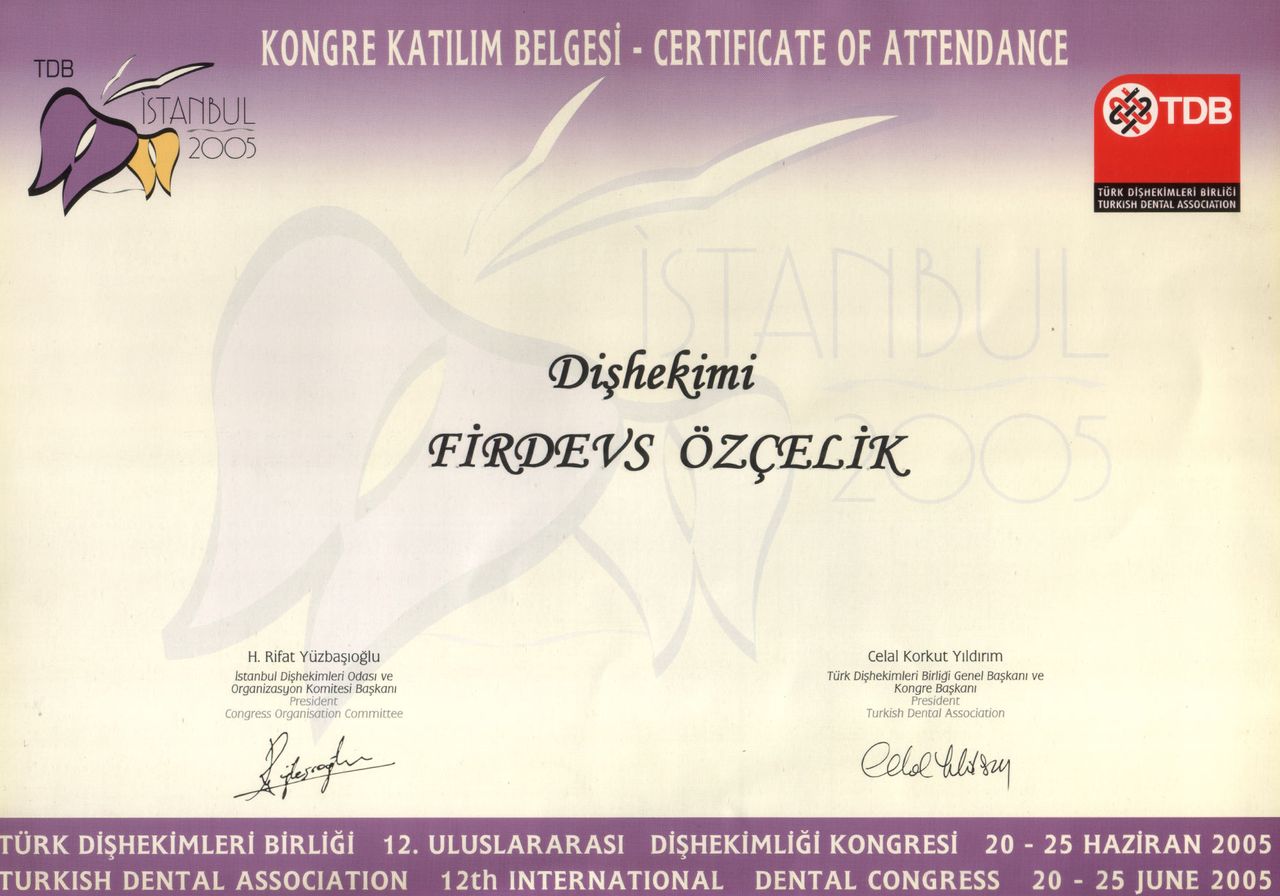 KONGRE KATILIM BELGESİ - CERTIFICATE OF ATTENDANCE
TDB
İSTANBUL
2005
TDB
TÜRK DİŞHEKİMLERİ BİRLİĞİ
TURKISH DENTAL ASSOCIATION
İSTANBUL
2005
Dişhekimi
FİRDEVS ÖZÇELİK
H. Rifat Yüzbaşıoğlu
İstanbul Dişhekimleri Odası ve
Organizasyon Komitesi Başkanı
President
Congress Organisation Committee
Celal Korkut Yıldırım
Türk Dişhekimleri Birliği Genel Başkanı ve
Kongre Başkanı
President
Turkish Dental Association
TÜRK DİŞHEKİMLERİ BİRLİĞİ 12. ULUSLARARASI DİŞHEKİMLİĞİ KONGRESİ 20 - 25 HAZİRAN 2005
TURKISH DENTAL ASSOCIATION 12th INTERNATIONAL DENTAL CONGRESS 20 - 25 JUNE 2005